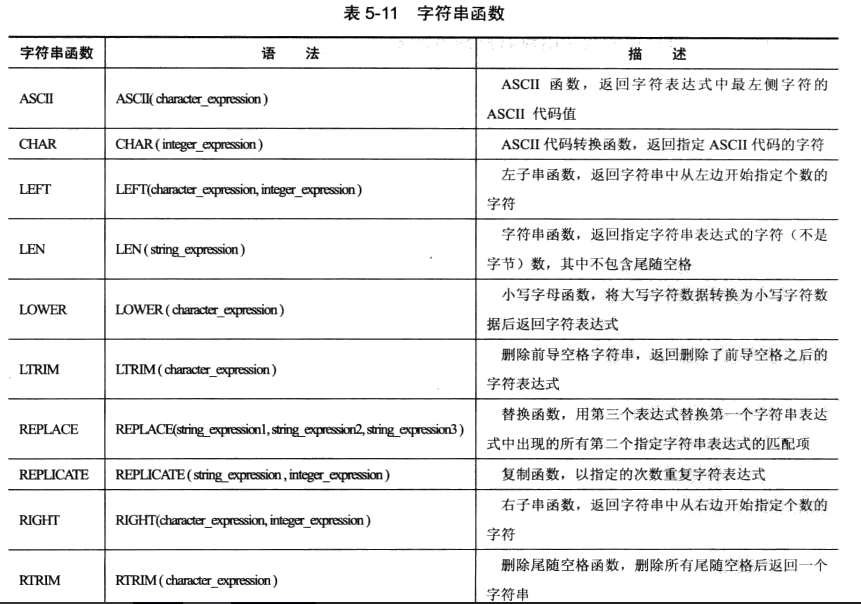 表 5-11 字符串函数
字符串函数 语 法 描 述
ASCII ASCII( character_expression ) ASCII 函数，返回字符表达式中最左侧字符的
ASCII 代码值
CHAR CHAR ( integer_expression ) ASCII 代码转换函数，返回指定 ASCII 代码的字符
LEFT LEFT(character_expression, integer_expression ) 左子串函数，返回字符串中从左边开始指定个数的
字符
LEN LEN ( string_expression ) 字符串函数，返回指定字符串表达式的字符（不是
字节）数，其中不包含尾随空格
LOWER LOWER ( character_expression ) 小写字母函数，将大写字符数据转换为小写字符数
据后返回字符表达式
LTRIM LTRIM ( character_expression ) 删除前导空格字符串，返回删除了前导空格之后的
字符表达式
REPLACE REPLACE(string_expression1, string_expression2, string_expression3 ) 替换函数，用第三个表达式替换第一个字符串表达
式中出现的所有第二个指定字符串表达式的匹配项
REPLICATE REPLICATE ( string_expression , integer_expression ) 复制函数，以指定的次数重复字符表达式
RIGHT RIGHT(character_expression, integer_expression ) 右子串函数，返回字符串中从右边开始指定个数的
字符
RTRIM RTRIM ( character_expression ) 删除尾随空格函数，删除所有尾随空格后返回一个
字符串